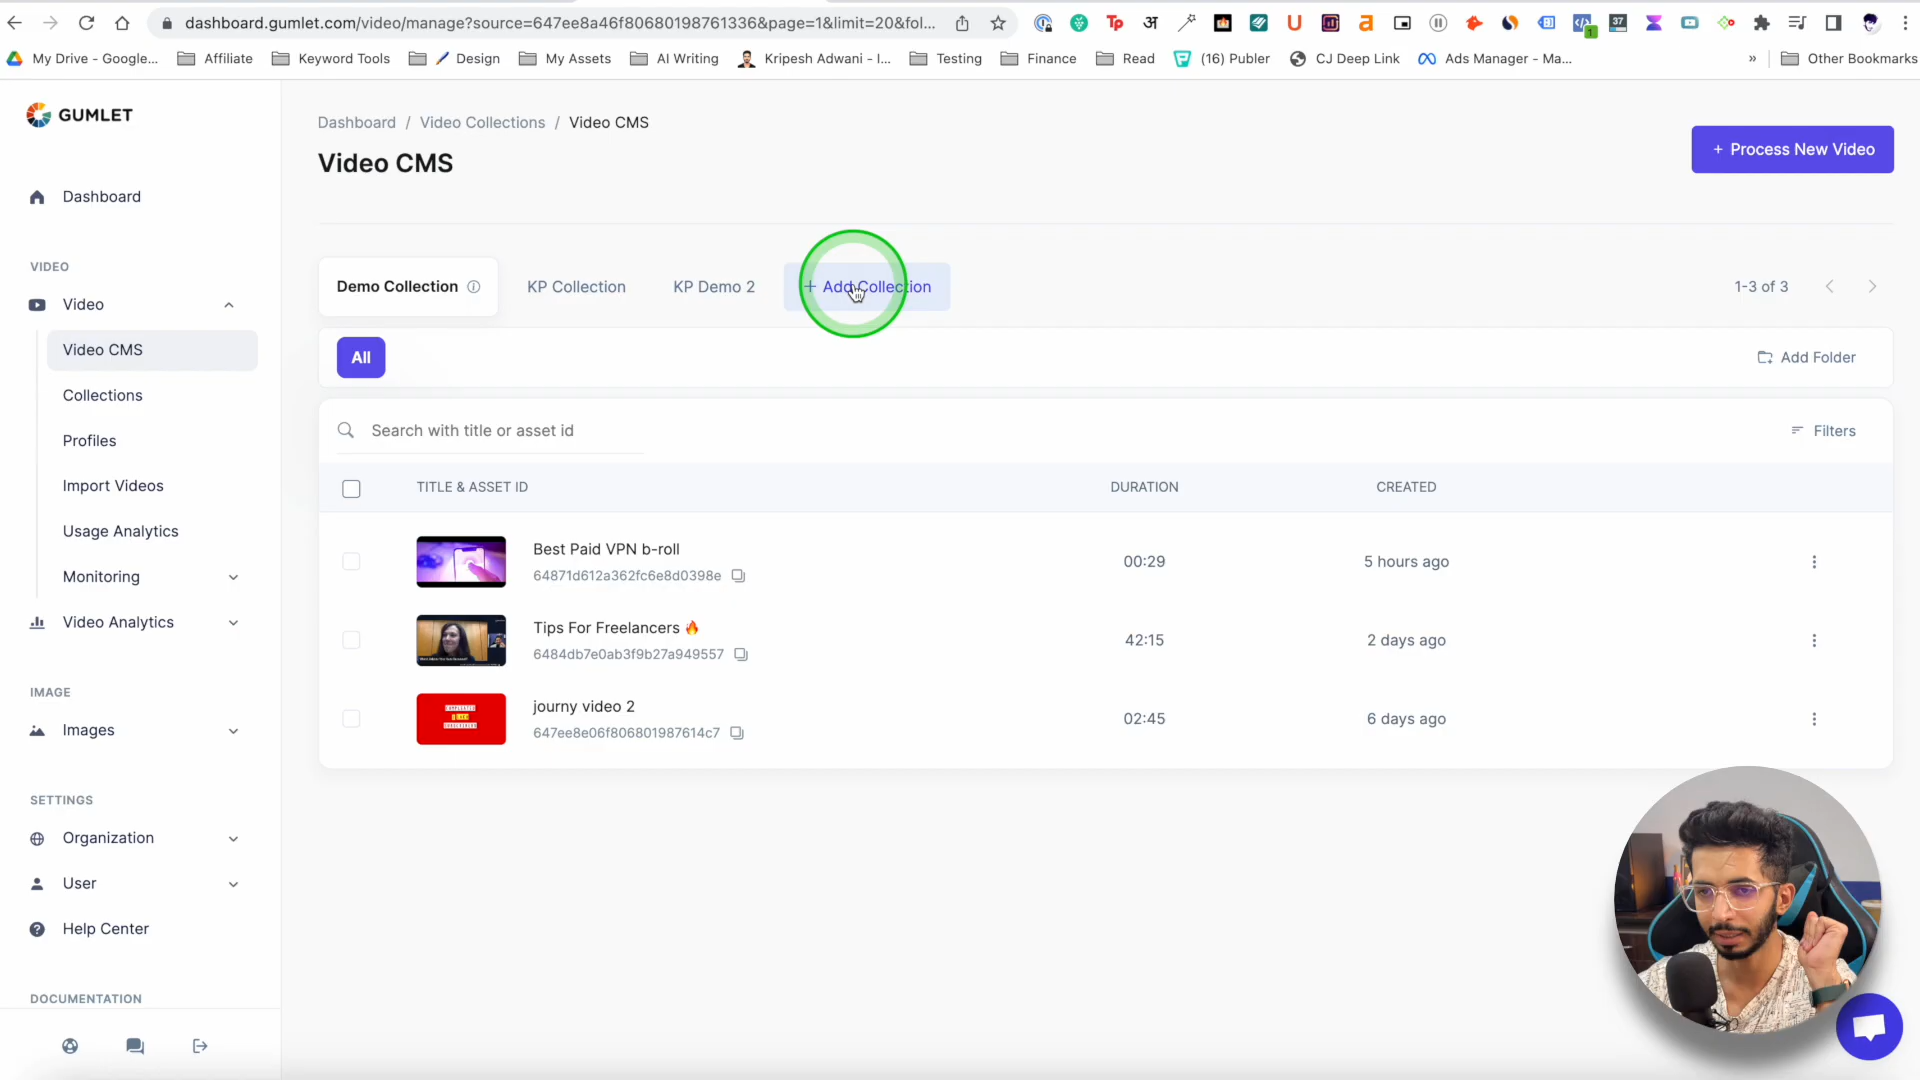 dashboard.gumlet.com/video/manage?source=647ee8a46f80680198761336&page=1&limit=20&fol...
My Drive - Google... Affiliate Keyword Tools Design My Assets AI Writing Kripesh Adwani - I... Testing Finance Read (16) Publer CJ Deep Link Ads Manager - Ma... » Other Bookmarks
GUMLET
Dashboard / Video Collections / Video CMS
Video CMS
+ Process New Video
Dashboard
VIDEO
Video
Video CMS
Collections
Profiles
Import Videos
Usage Analytics
Monitoring
Video Analytics
IMAGE
Images
SETTINGS
Organization
User
Help Center
DOCUMENTATION
Demo Collection KP Collection KP Demo 2 + Add Collection 1-3 of 3
All Add Folder
Search with title or asset id Filters
TITLE & ASSET ID DURATION CREATED
Best Paid VPN b-roll
64871d612a362fc6e8d0398e 00:29 5 hours ago
Tips For Freelancers 🔥
6484db7e0ab3f9b27a949557 42:15 2 days ago
journy video 2
647ee8e06f806801987614c7 02:45 6 days ago